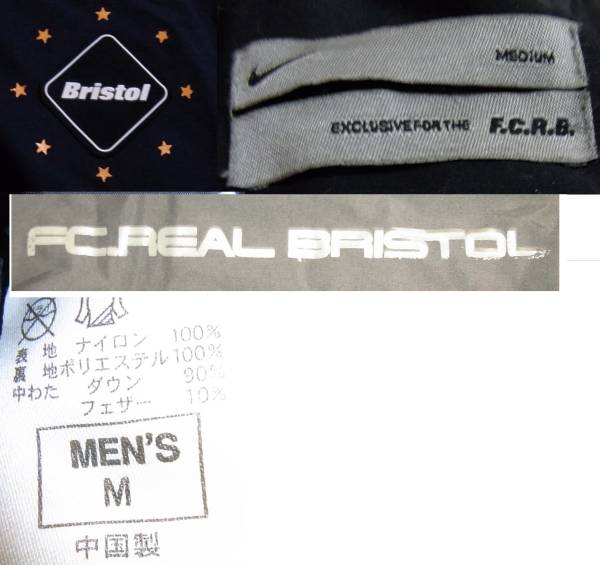 Bristol
MEDIUM
EXCLUSIVE FOR THE F.C.R.B.
FC.REAL BRISTOL
表 地 ナイロン 100%
裏 地 ポリエステル 100%
中わた ダウン 90%
フェザー 10%
MEN'S
M
中国製